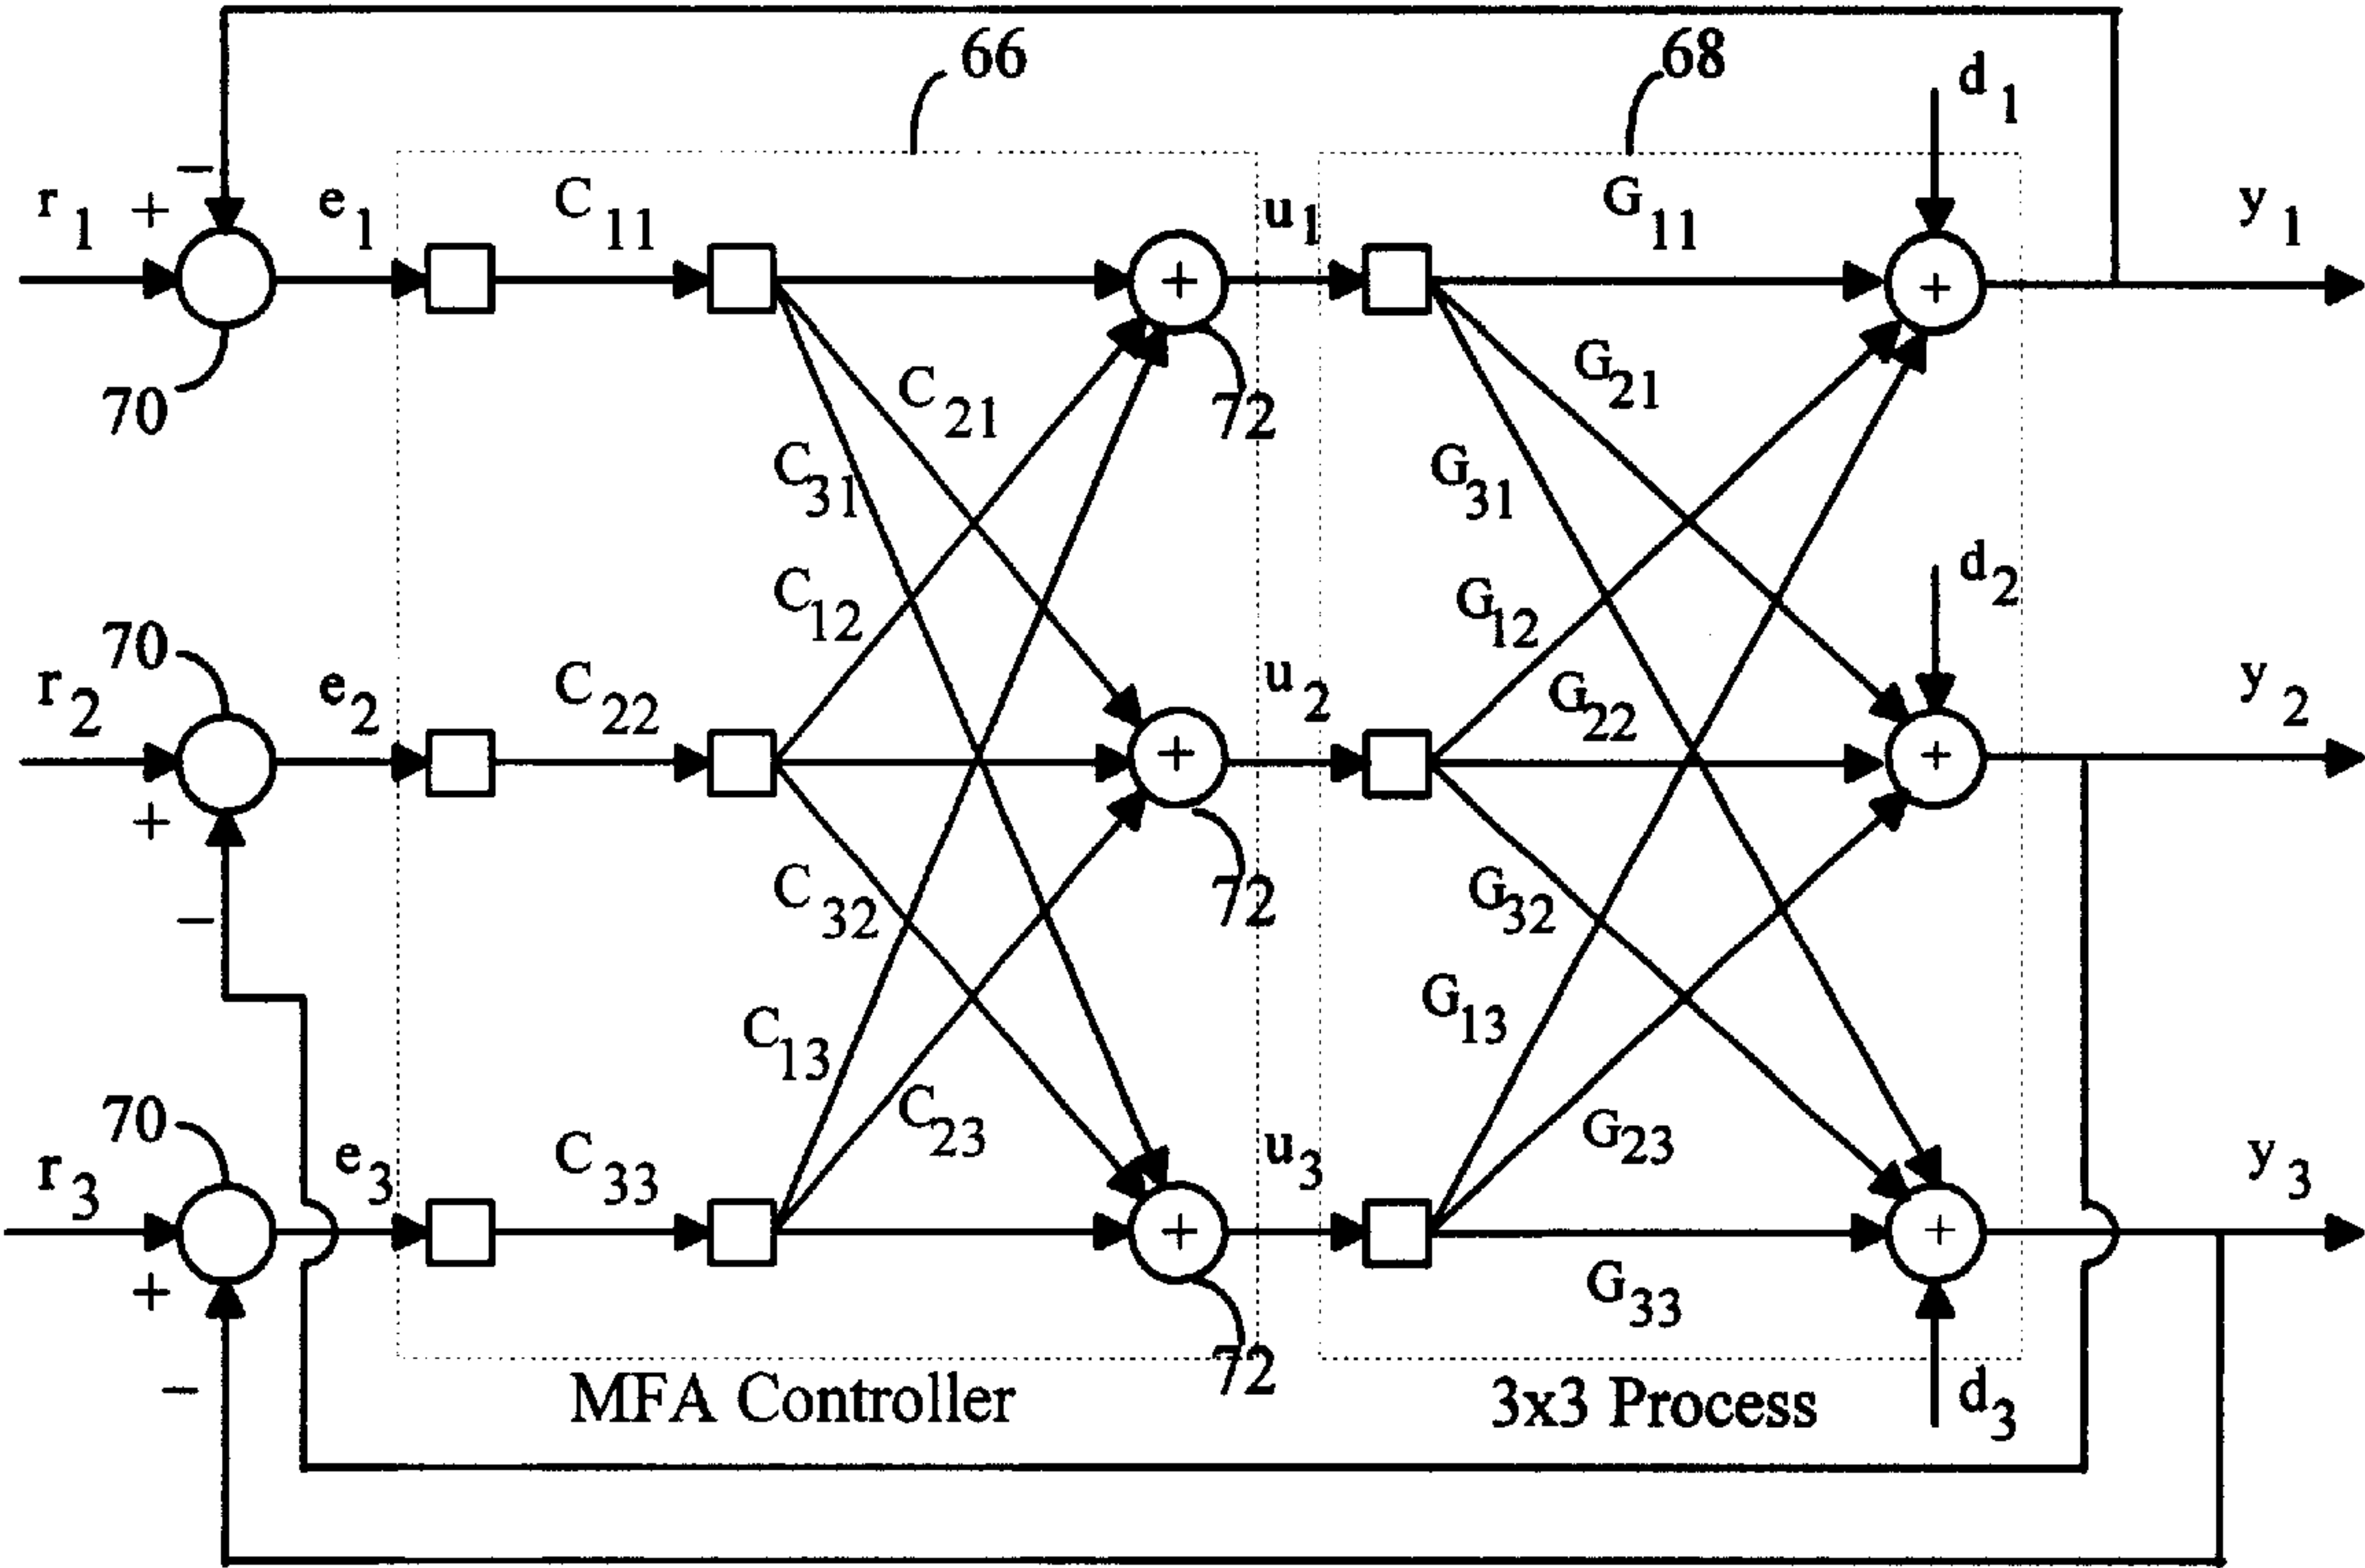 66 68 d1
r1 + − e1 C11 u1 G11 y1
70 C21 72 G21
C31 G31
C12 G12 d2
70 r2 e2 C22 u2 G22 y2
+ + +
+ − C32 72 G32
C13 G13
70 C23 G23
r3 e3 C33 u3 y3
+ +
+ − G33
72 d3
MFA Controller 3x3 Process